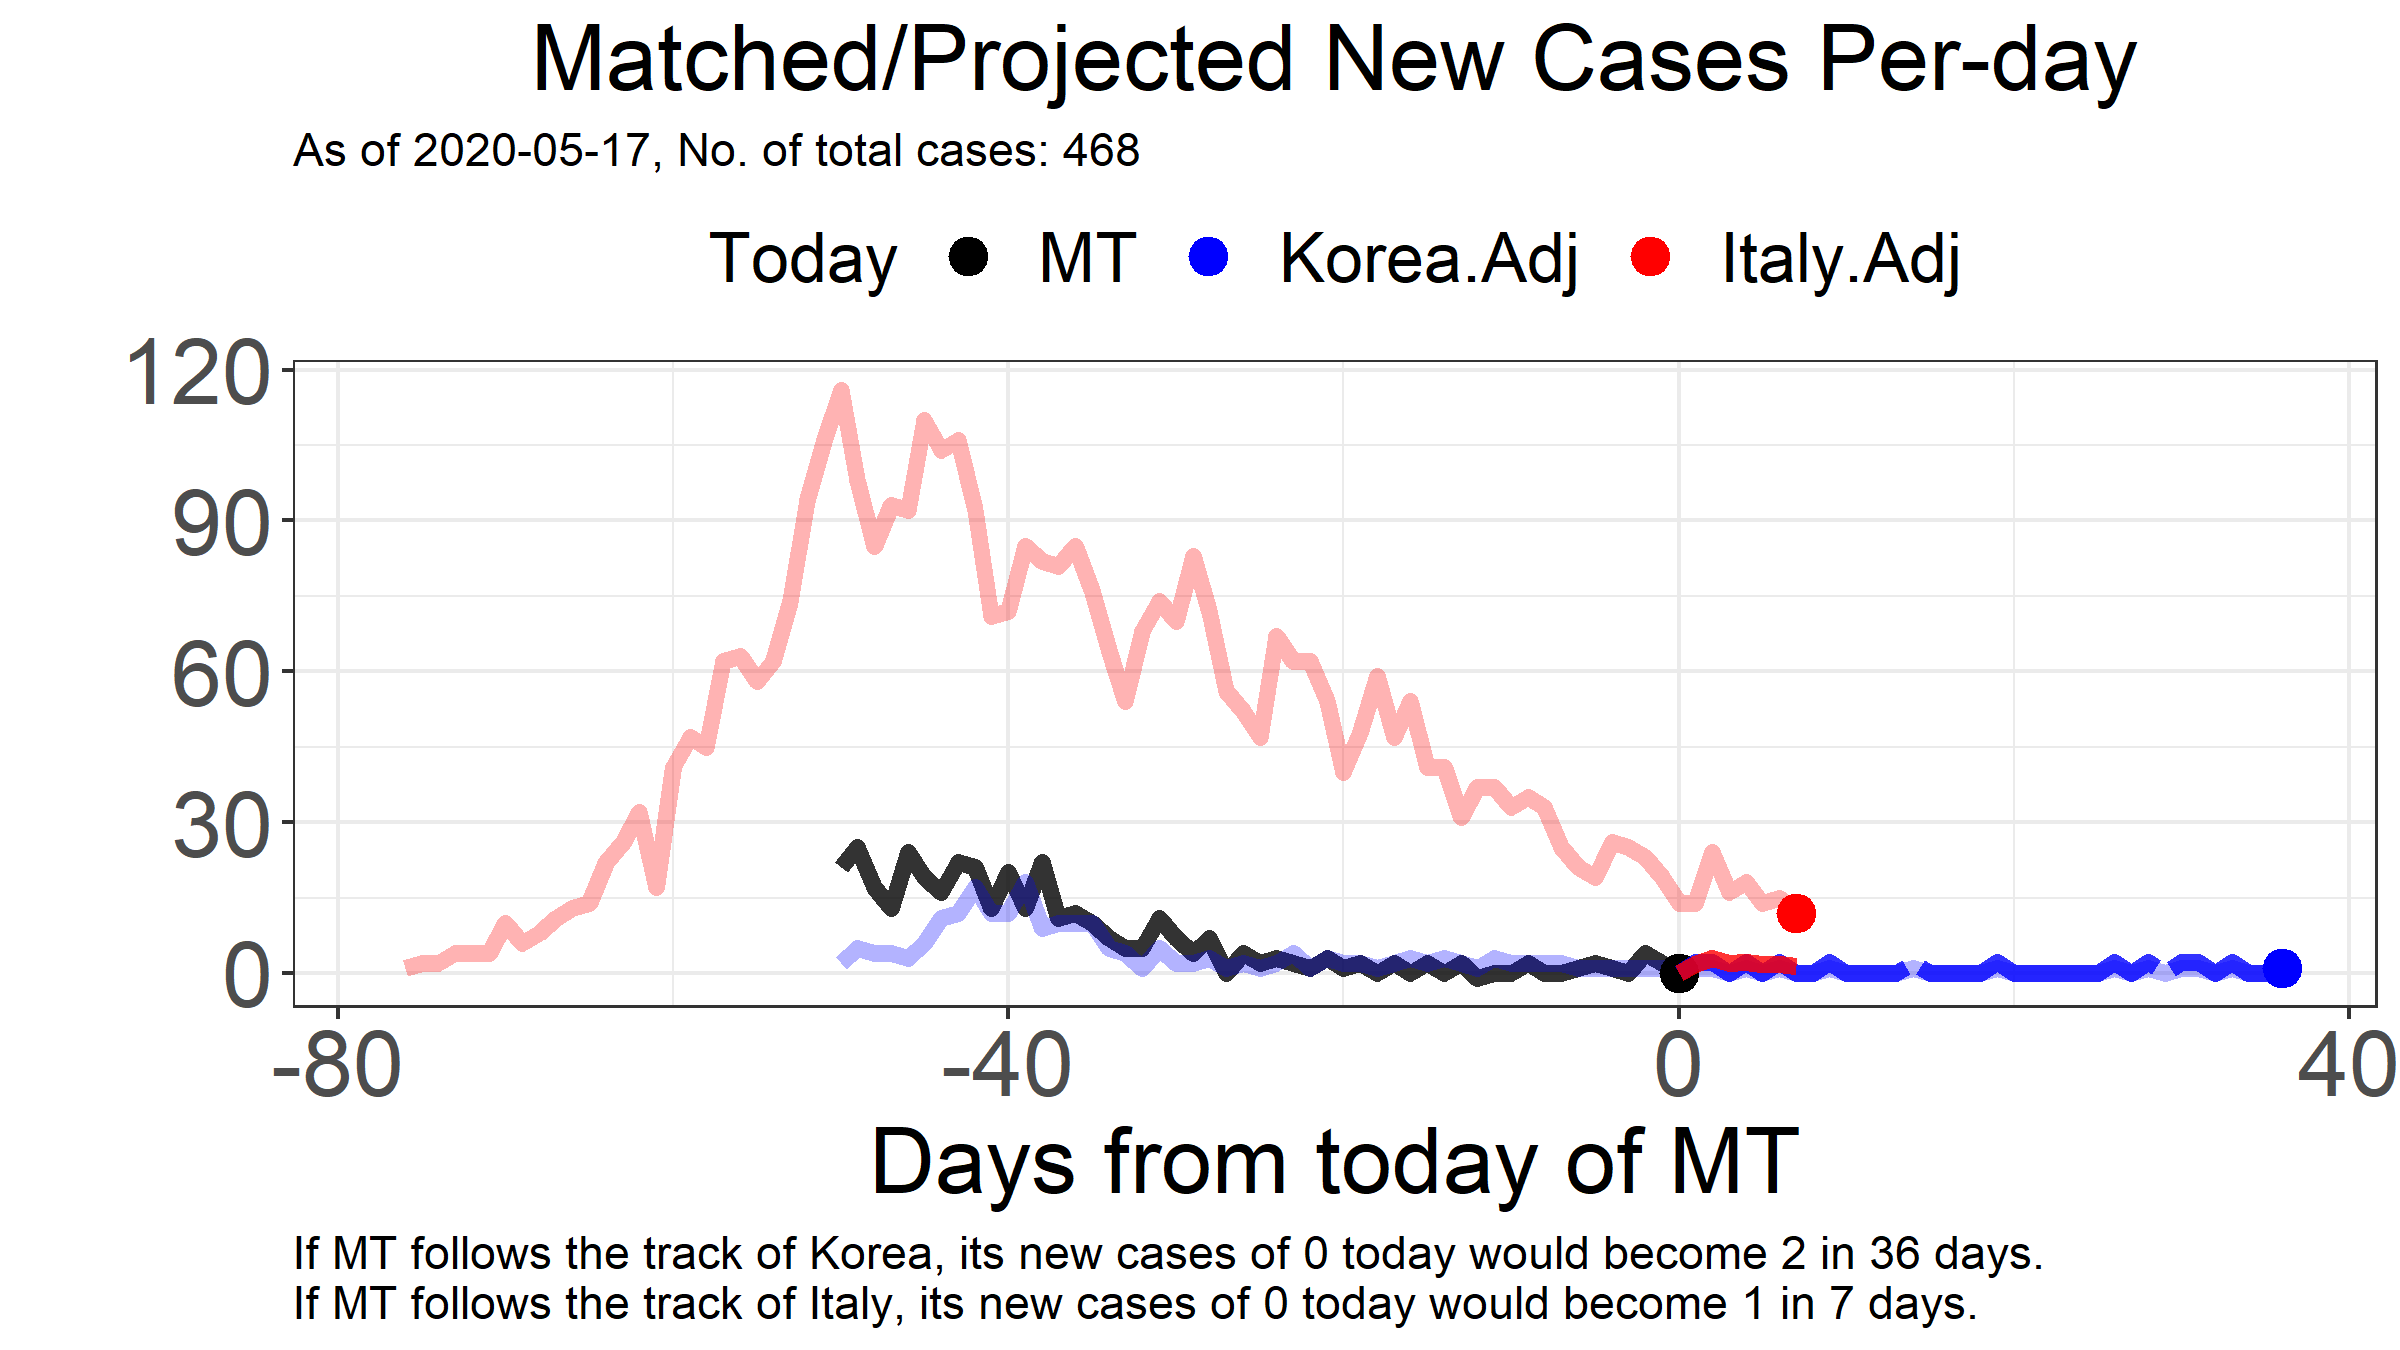 Matched/Projected New Cases Per-day
As of 2020-05-17, No. of total cases: 468
Today MT Korea.Adj Italy.Adj
120
90
60
30
0
-80 -40 0 40
Days from today of MT
If MT follows the track of Korea, its new cases of 0 today would become 2 in 36 days.
If MT follows the track of Italy, its new cases of 0 today would become 1 in 7 days.